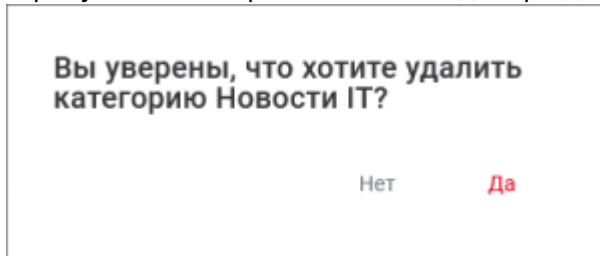 Вы уверены, что хотите удалить
категорию Новости IT?
Нет Да